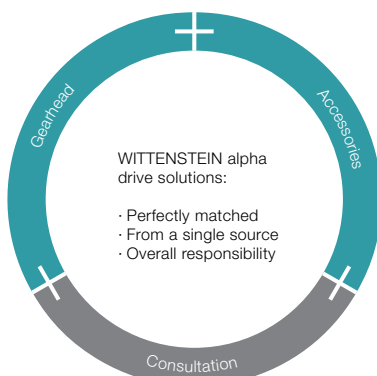 Gearhead
Accessories
WITTENSTEIN alpha
drive solutions:
· Perfectly matched
· From a single source
· Overall responsibility
Consultation